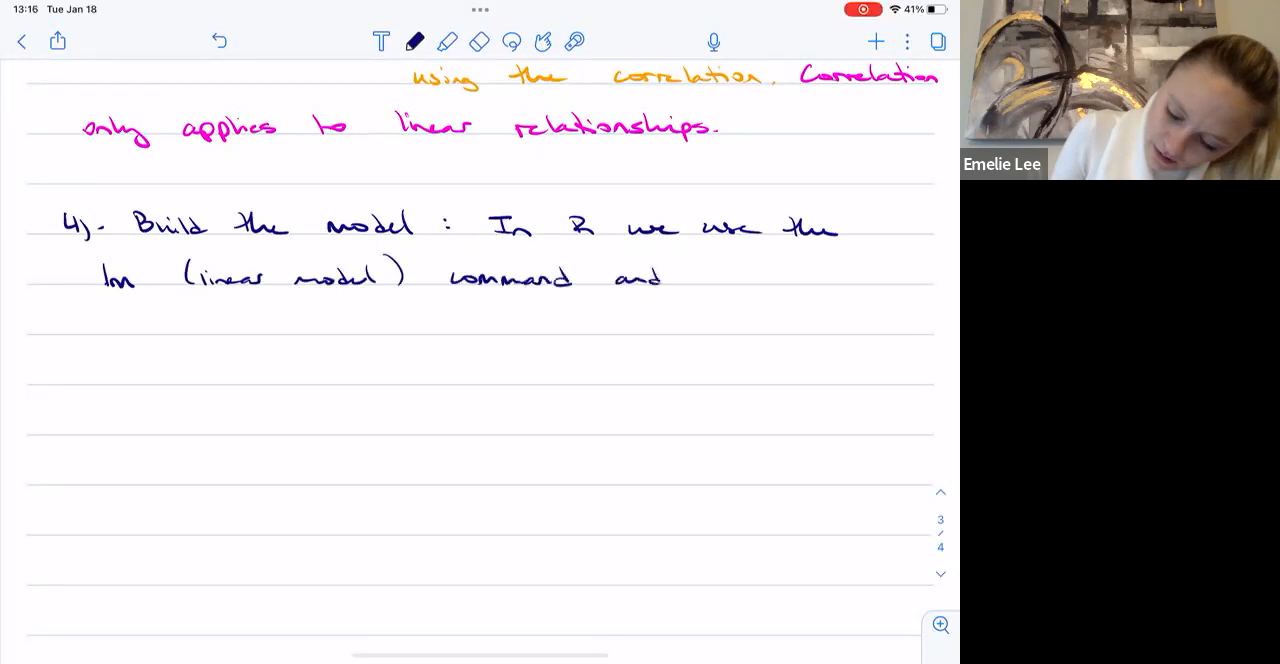 13:16 Tue Jan 18
41%
using the correlation. Correlation
only applies to linear relationships.
4). Build the model : In R we use the
lm (linear model) command and
3
4
Emelie Lee